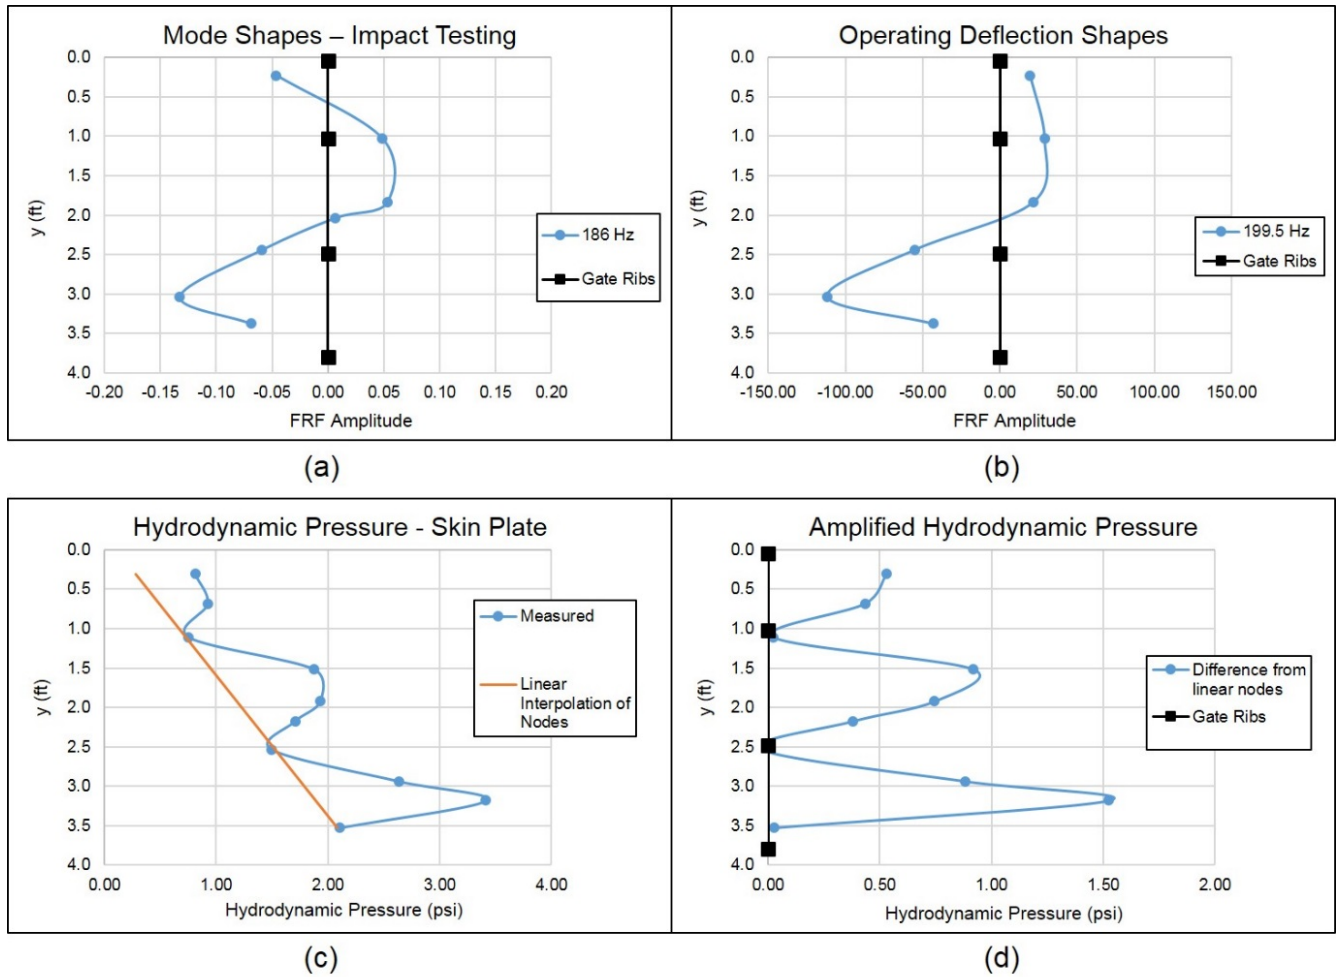 Mode Shapes – Impact Testing
0.0
0.5
1.0
1.5
2.0
2.5
3.0
3.5
4.0
y (ft)
-0.20 -0.15 -0.10 -0.05 0.00 0.05 0.10 0.15 0.20
FRF Amplitude
186 Hz
Gate Ribs
(a)
Operating Deflection Shapes
0.0
0.5
1.0
1.5
2.0
2.5
3.0
3.5
4.0
y (ft)
-150.00 -100.00 -50.00 0.00 50.00 100.00 150.00
FRF Amplitude
199.5 Hz
Gate Ribs
(b)
Hydrodynamic Pressure - Skin Plate
0.0
0.5
1.0
1.5
2.0
2.5
3.0
3.5
4.0
y (ft)
0.00 1.00 2.00 3.00 4.00
Hydrodynamic Pressure (psi)
Measured
Linear
Interpolation of
Nodes
(c)
Amplified Hydrodynamic Pressure
0.0
0.5
1.0
1.5
2.0
2.5
3.0
3.5
4.0
y (ft)
0.00 0.50 1.00 1.50 2.00
Hydrodynamic Pressure (psi)
Difference from
linear nodes
Gate Ribs
(d)